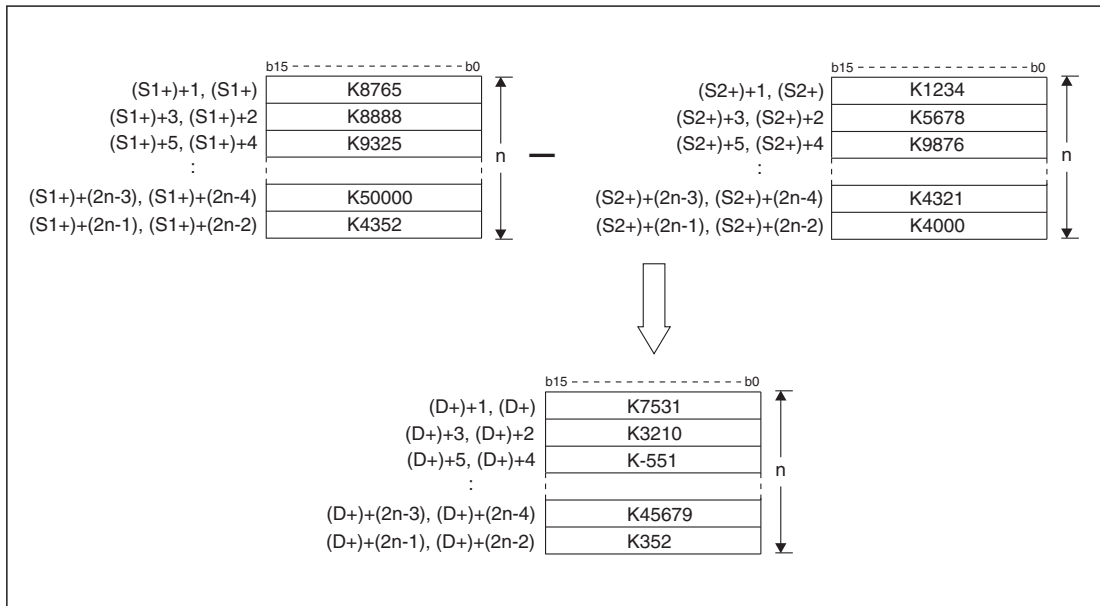 b15 - - - - - - - - - - - - - - - b0
(S1+)+1, (S1+) K8765
(S1+)+3, (S1+)+2 K8888
(S1+)+5, (S1+)+4 K9325
:
(S1+)+(2n-3), (S1+)+(2n-4) K50000
(S1+)+(2n-1), (S1+)+(2n-2) K4352
n
—
b15 - - - - - - - - - - - - - - - b0
(S2+)+1, (S2+) K1234
(S2+)+3, (S2+)+2 K5678
(S2+)+5, (S2+)+4 K9876
:
(S2+)+(2n-3), (S2+)+(2n-4) K4321
(S2+)+(2n-1), (S2+)+(2n-2) K4000
n
b15 - - - - - - - - - - - - - - - b0
(D+)+1, (D+) K7531
(D+)+3, (D+)+2 K3210
(D+)+5, (D+)+4 K-551
:
(D+)+(2n-3), (D+)+(2n-4) K45679
(D+)+(2n-1), (D+)+(2n-2) K352
n